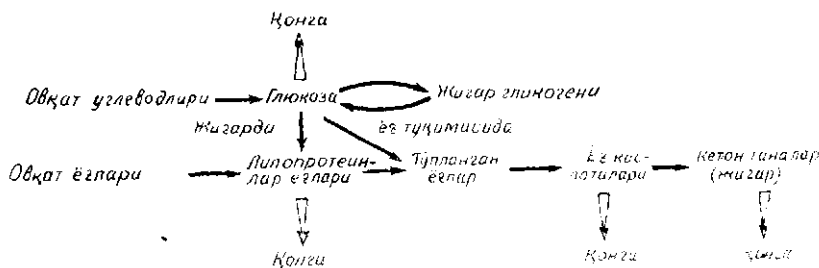 Қонга
Овқат углеводлари Глюкоза Жигар гликогени
Жигарда ёғ тўқимисида
Овқат ёғлари Липопротеин- Тўпланган Ёғ кис- Кетон таналар
лар ёғлари ёғлар лоталари (жигар)
Қонга Қонга